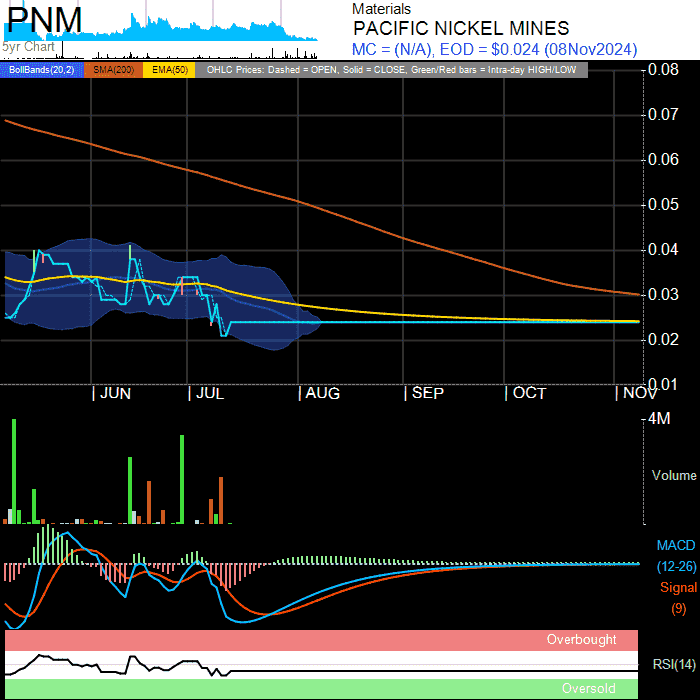 PNM
5yr Chart
Materials
PACIFIC NICKEL MINES
MC = (N/A), EOD = $0.024 (08Nov2024)
BollBands(20,2) SMA(200) EMA(50) OHLC Prices: Dashed = OPEN, Solid = CLOSE, Green/Red bars = Intra-day HIGH/LOW
0.08
0.07
0.06
0.05
0.04
0.03
0.02
0.01
| JUN | JUL | AUG | SEP | OCT | NOV
4M
Volume
MACD
(12-26)
Signal
(9)
Overbought
RSI(14)
Oversold